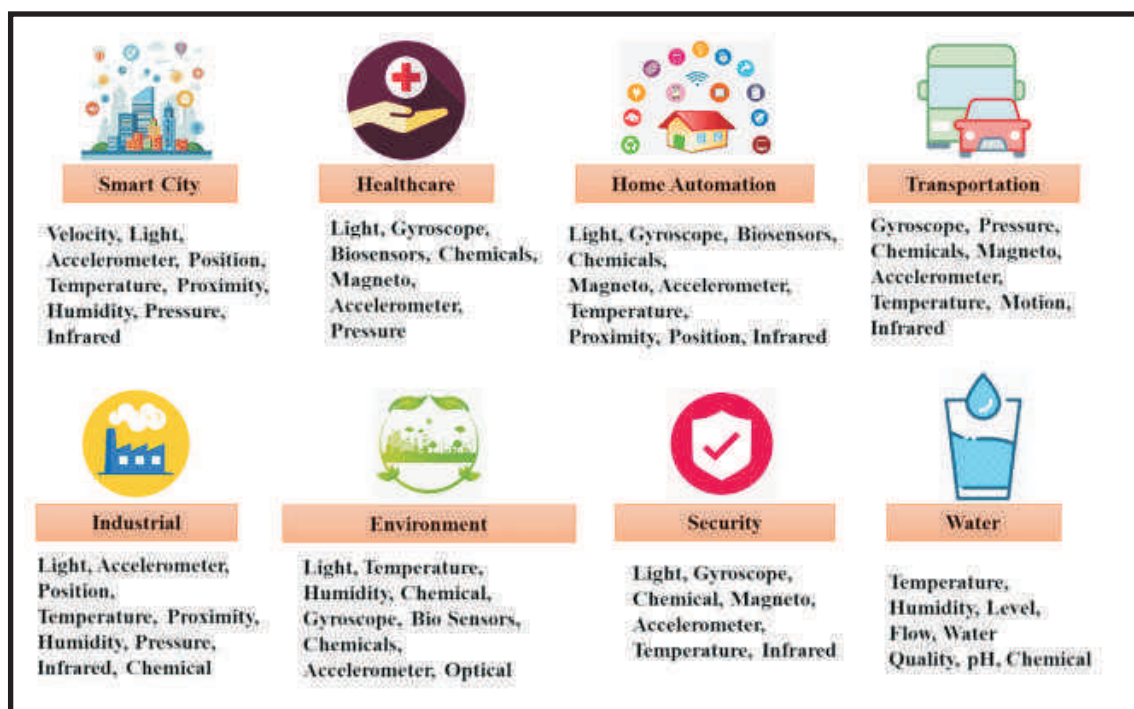 Smart City
Velocity, Light,
Accelerometer, Position,
Temperature, Proximity,
Humidity, Pressure,
Infrared
Healthcare
Light, Gyroscope,
Biosensors, Chemicals,
Magneto,
Accelerometer,
Pressure
Home Automation
Light, Gyroscope, Biosensors,
Chemicals,
Magneto, Accelerometer,
Temperature,
Proximity, Position, Infrared
Transportation
Gyroscope, Pressure,
Chemicals, Magneto,
Accelerometer,
Temperature, Motion,
Infrared
Industrial
Light, Accelerometer,
Position,
Temperature, Proximity,
Humidity, Pressure,
Infrared, Chemical
Environment
Light, Temperature,
Humidity, Chemical,
Gyroscope, Bio Sensors,
Chemicals,
Accelerometer, Optical
Security
Light, Gyroscope,
Chemical, Magneto,
Accelerometer,
Temperature, Infrared
Water
Temperature,
Humidity, Level,
Flow, Water
Quality, pH, Chemical